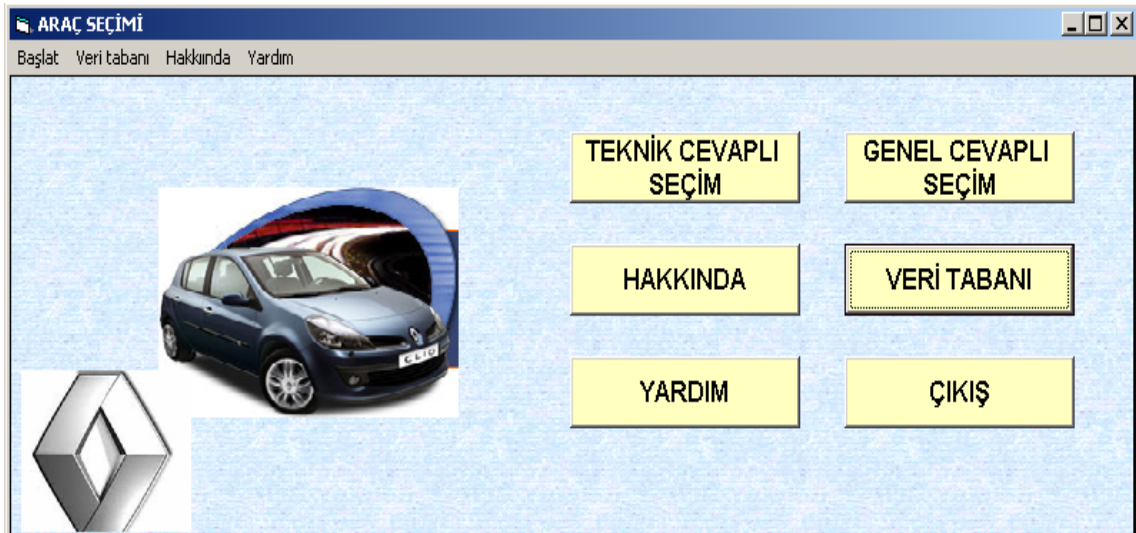 ARAÇ SEÇİMİ
Başlat Veri tabanı Hakkında Yardım
TEKNİK CEVAPLI
SEÇİM
GENEL CEVAPLI
SEÇİM
HAKKINDA
VERİ TABANI
YARDIM
ÇIKIŞ
CLIO